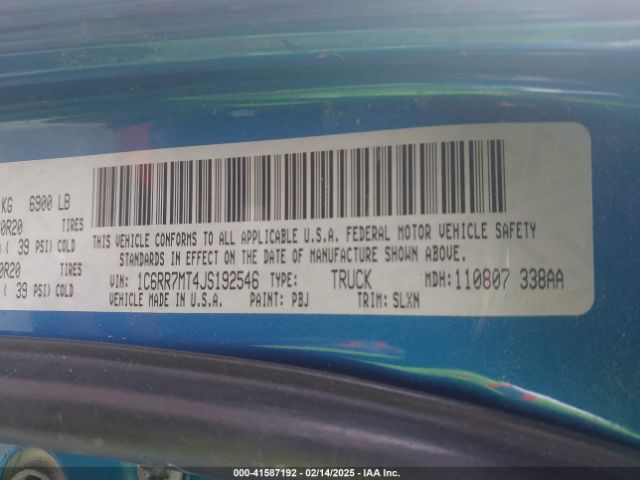 KG 6900 LB
0R20 TIRES
( 39 PSI) COLD
0R20 TIRES
( 39 PSI) COLD
THIS VEHICLE CONFORMS TO ALL APPLICABLE U.S.A. FEDERAL MOTOR VEHICLE SAFETY
STANDARDS IN EFFECT ON THE DATE OF MANUFACTURE SHOWN ABOVE.
VIN: 1C6RR7MT4JS192546 TYPE: TRUCK MDH: 110807 338AA
VEHICLE MADE IN U.S.A. PAINT: PBJ TRIM: SLXN
000-41587192 - 02/14/2025 - IAA Inc.